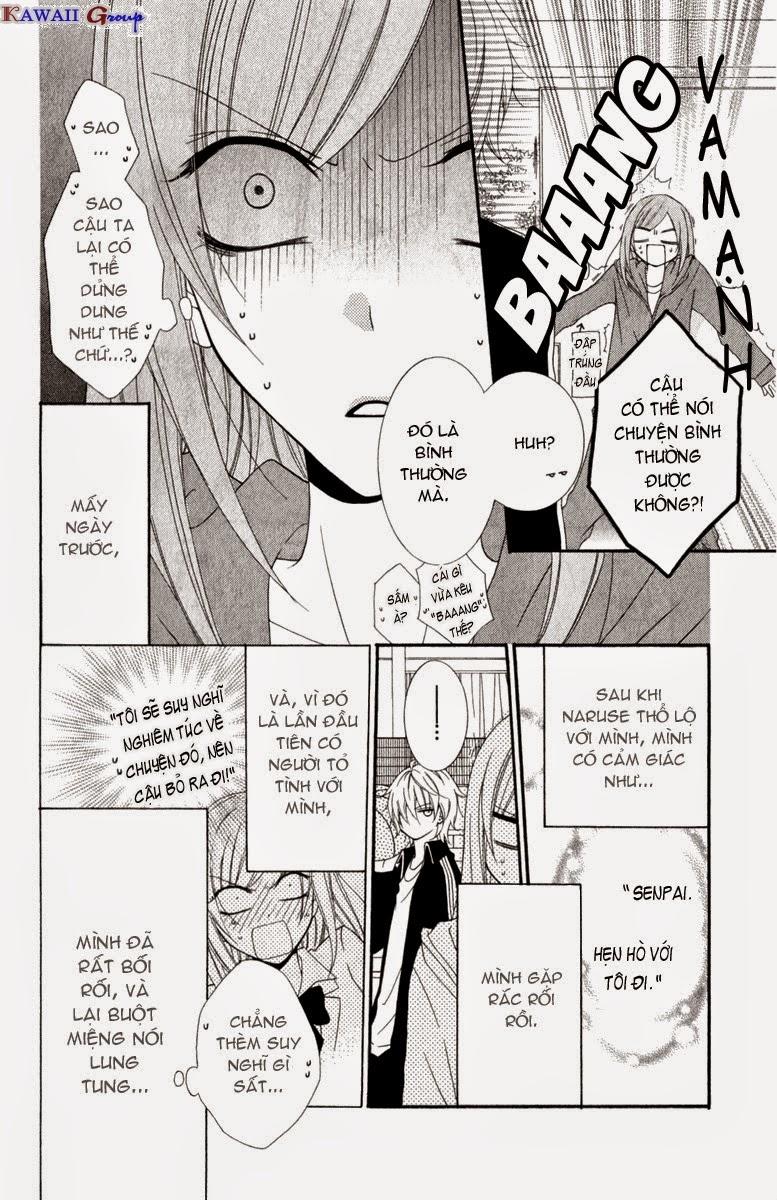 KAWAII Group
VA MẠNH
BAAANG
ĐẬP
TRÚNG
ĐẦU
CẬU
CÓ THỂ NÓI
CHUYỆN BÌNH
THƯỜNG
ĐƯỢC
KHÔNG?!
HUH?
ĐÓ LÀ
BÌNH
THƯỜNG
MÀ.
CÁI GÌ
VỪA KÊU
"BAAANG"
THẾ?
SẤM
À?
SAO
...
SAO
CẬU TA
LẠI CÓ
THỂ
DỬNG
DƯNG
NHƯ THẾ
CHỨ...?
MẤY
NGÀY
TRƯỚC,
SAU KHI
NARUSE THỔ LỘ
VỚI MÌNH, MÌNH
CÓ CẢM GIÁC
NHƯ...
"SENPAI.
HẸN HÒ VỚI
TÔI ĐI."
MÌNH GẶP
RẮC RỐI
RỒI.
VÀ, VÌ ĐÓ
LÀ LẦN ĐẦU
TIÊN CÓ
NGƯỜI TỎ
TÌNH VỚI
MÌNH,
"TÔI SẼ SUY NGHĨ
NGHIÊM TÚC VỀ
CHUYỆN ĐÓ, NÊN
CẬU BỎ RA ĐI!"
MÌNH ĐÃ
RẤT BỐI
RỐI, VÀ
LẠI BUỘT
MIỆNG NÓI
LUNG
TUNG...
CHẲNG
THÈM SUY
NGHĨ GÌ
SẤT...